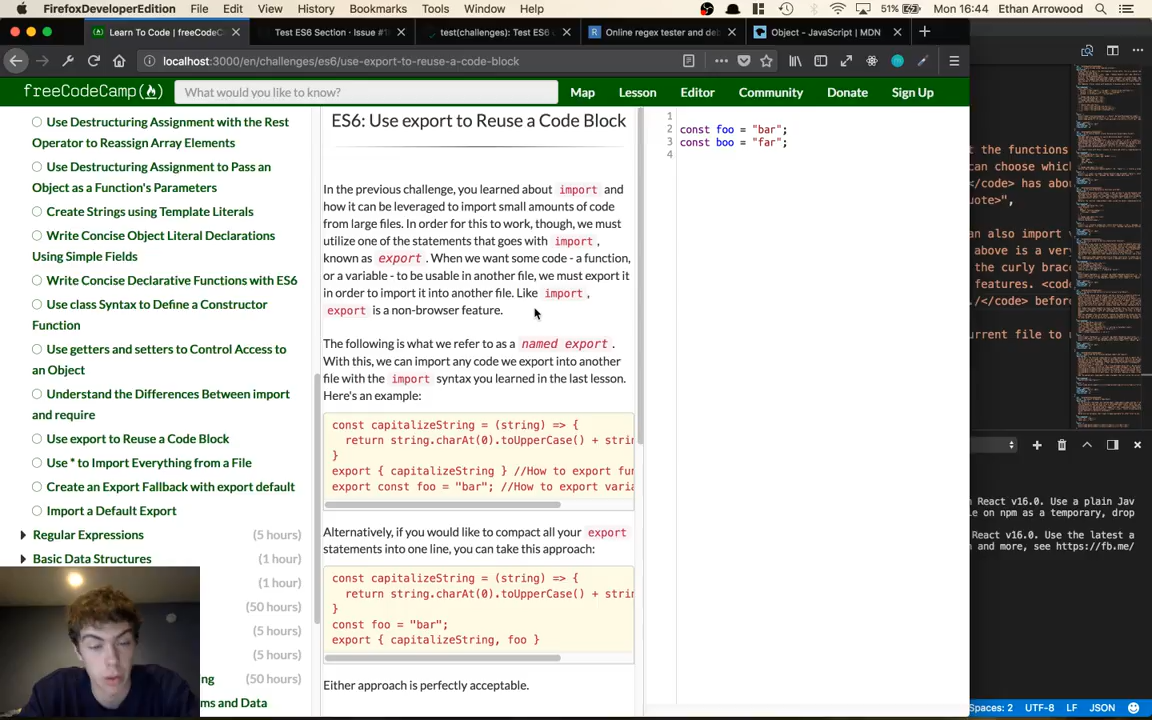 FirefoxDeveloperEdition File Edit View History Bookmarks Tools Window Help 51% Mon 16:44 Ethan Arrowood
Learn To Code | freeCodeC Test ES6 Section · Issue #1 test(challenges): Test ES6 Online regex tester and de Object - JavaScript | MDN
localhost:3000/en/challenges/es6/use-export-to-reuse-a-code-block
freeCodeCamp What would you like to know? Map Lesson Editor Community Donate Sign Up
Use Destructuring Assignment with the Rest
Operator to Reassign Array Elements
Use Destructuring Assignment to Pass an
Object as a Function's Parameters
Create Strings using Template Literals
Write Concise Object Literal Declarations
Using Simple Fields
Write Concise Declarative Functions with ES6
Use class Syntax to Define a Constructor
Function
Use getters and setters to Control Access to
an Object
Understand the Differences Between import
and require
Use export to Reuse a Code Block
Use * to Import Everything from a File
Create an Export Fallback with export default
Import a Default Export
Regular Expressions (5 hours)
Basic Data Structures (1 hour)
(1 hour)
(50 hours)
(5 hours)
(5 hours)
ng (50 hours)
ms and Data
ES6: Use export to Reuse a Code Block
In the previous challenge, you learned about import and
how it can be leveraged to import small amounts of code
from large files. In order for this to work, though, we must
utilize one of the statements that goes with import ,
known as export . When we want some code - a function,
or a variable - to be usable in another file, we must export it
in order to import it into another file. Like import ,
export is a non-browser feature.
The following is what we refer to as a named export .
With this, we can import any code we export into another
file with the import syntax you learned in the last lesson.
Here's an example:
const capitalizeString = (string) => {
return string.charAt(0).toUpperCase() + strin
}
export { capitalizeString } //How to export fun
export const foo = "bar"; //How to export varia
Alternatively, if you would like to compact all your export
statements into one line, you can take this approach:
const capitalizeString = (string) => {
return string.charAt(0).toUpperCase() + strin
}
const foo = "bar";
export { capitalizeString, foo }
Either approach is perfectly acceptable.
1
2 const foo = "bar";
3 const boo = "far";
4
t the functions
can choose which
</code> has abou
uote>",
an also import v
above is a very
the curly brace
features. <code
./</code> before
urrent file to
n React v16.0. Use a plain Jav
le on npm as a temporary, drop
React v16.0. Use the latest a
n and more, see https://fb.me/
Spaces: 2 UTF-8 LF JSON